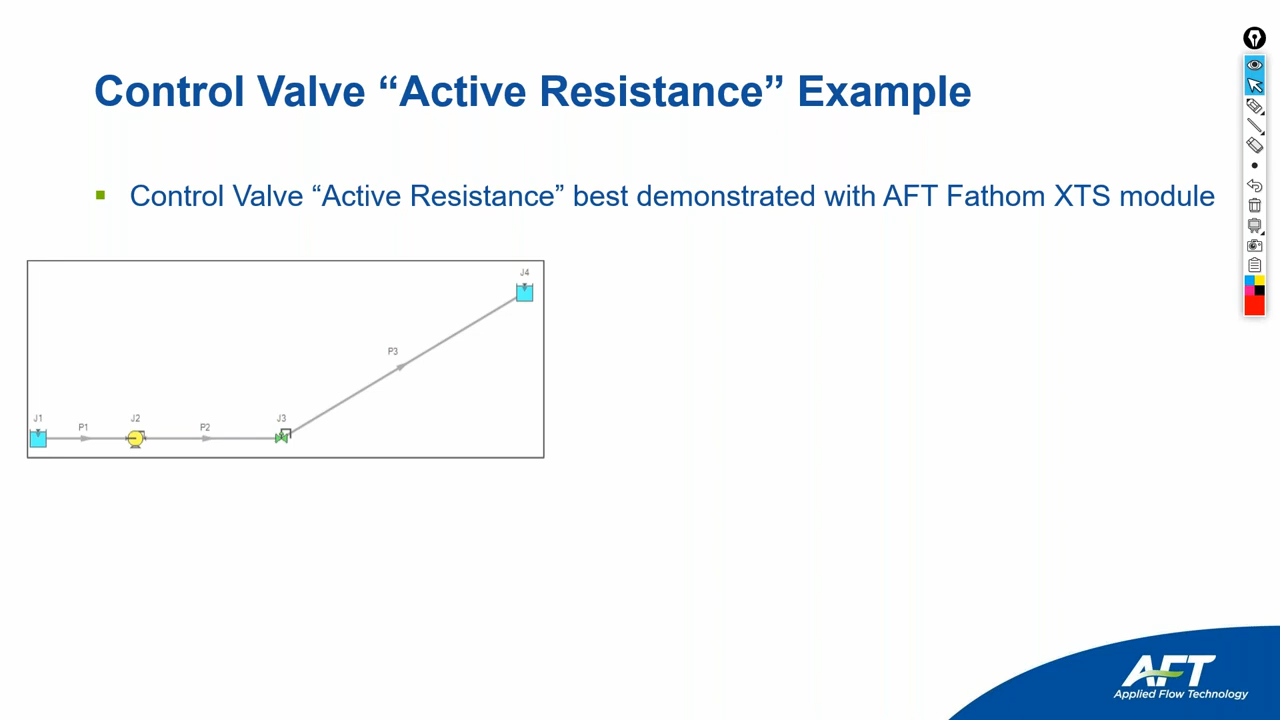 Control Valve “Active Resistance” Example
▪ Control Valve “Active Resistance” best demonstrated with AFT Fathom XTS module
J4
P3
J1
P1
J2
P2
J3
AFT
Applied Flow Technology